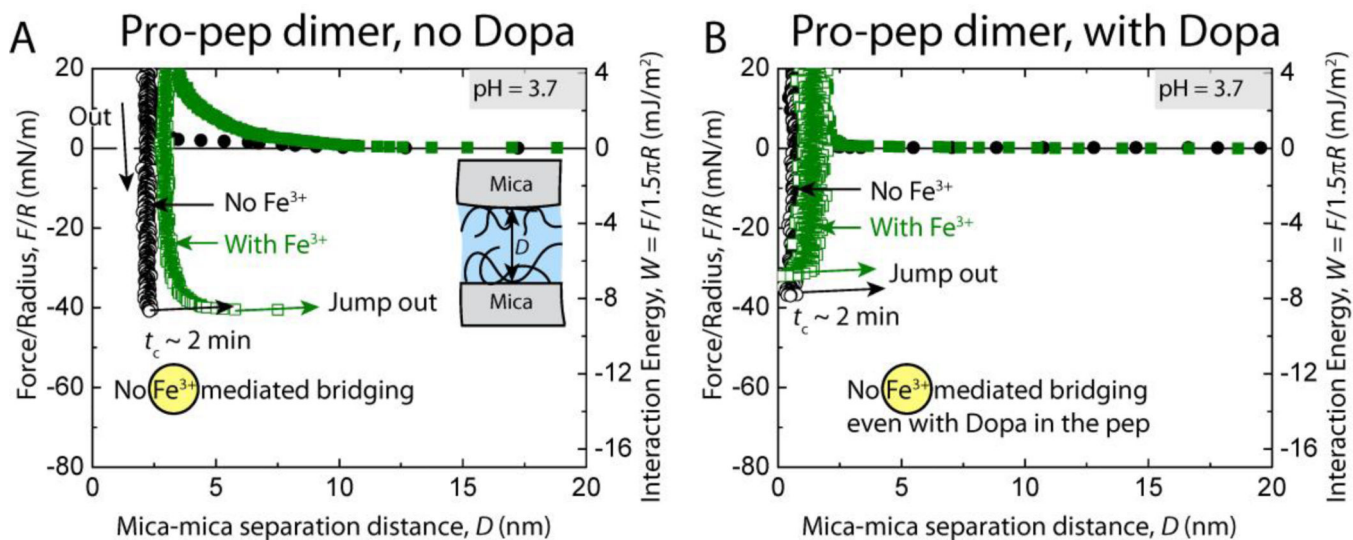 A
Pro-pep dimer, no Dopa
20
0
-20
-40
-60
-80
Force/Radius, F/R (mN/m)
4
0
-4
-8
-12
-16
Interaction Energy, W = F/1.5πR (mJ/m²)
pH = 3.7
Out
No Fe³⁺
With Fe³⁺
Mica
D
Mica
Jump out
t_c ~ 2 min
No Fe³⁺ mediated bridging
0
5
10
15
20
Mica-mica separation distance, D (nm)
B
Pro-pep dimer, with Dopa
20
0
-20
-40
-60
-80
Force/Radius, F/R (mN/m)
4
0
-4
-8
-12
-16
Interaction Energy, W = F/1.5πR (mJ/m²)
pH = 3.7
No Fe³⁺
With Fe³⁺
Jump out
t_c ~ 2 min
No Fe³⁺ mediated bridging
even with Dopa in the pep
0
5
10
15
20
Mica-mica separation distance, D (nm)